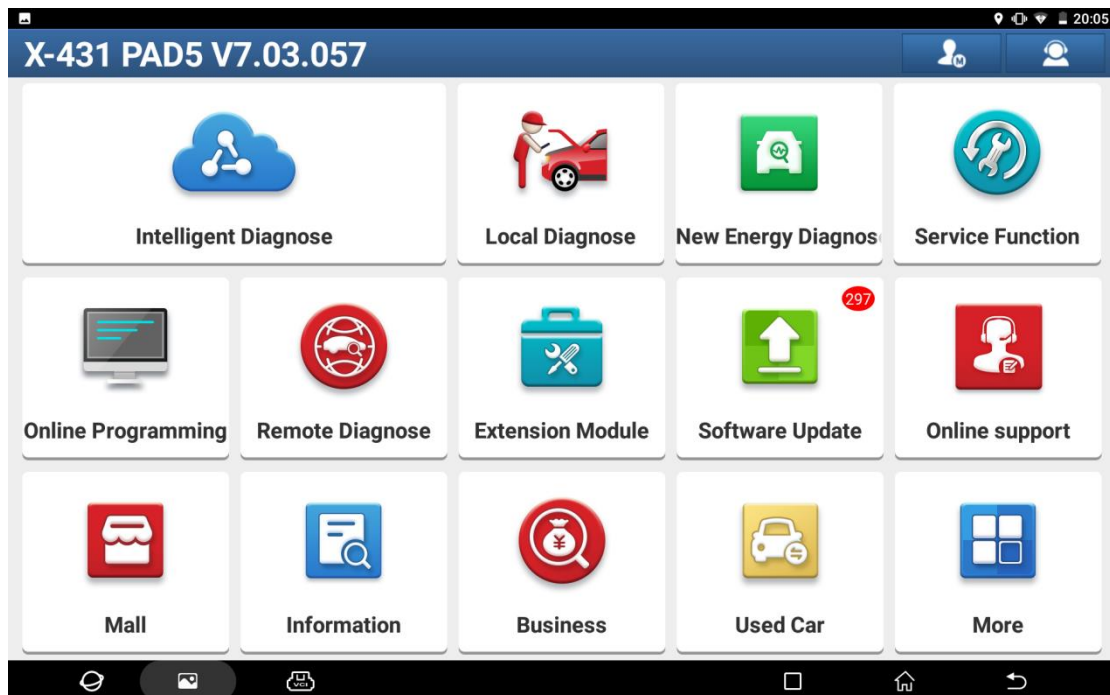 20:05
X-431 PAD5 V7.03.057
M
Intelligent Diagnose
Local Diagnose
New Energy Diagnos
Service Function
297
Online Programming
Remote Diagnose
Extension Module
Software Update
Online support
¥
Mall
Information
Business
Used Car
More
VCI